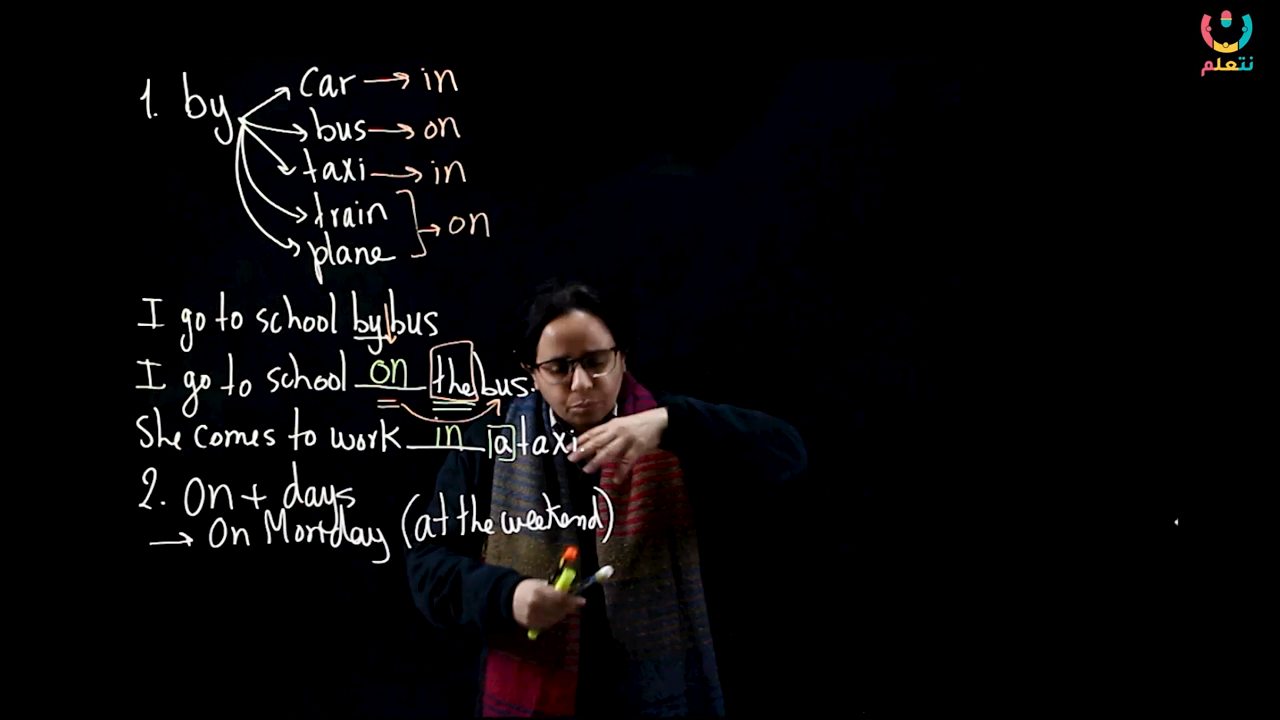 نتعلم
1. by car → in
bus → on
taxi → in
train
plane → on
I go to school by bus
I go to school on the bus.
She comes to work in a taxi.
2. On + days
→ On Monday (at the weekend)